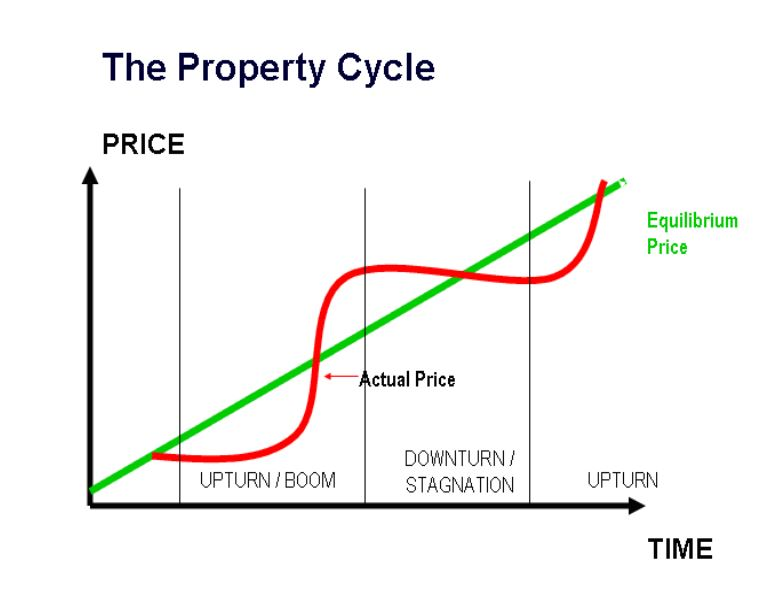 The Property Cycle
PRICE
Equilibrium
Price
Actual Price
UPTURN / BOOM
DOWNTURN /
STAGNATION
UPTURN
TIME